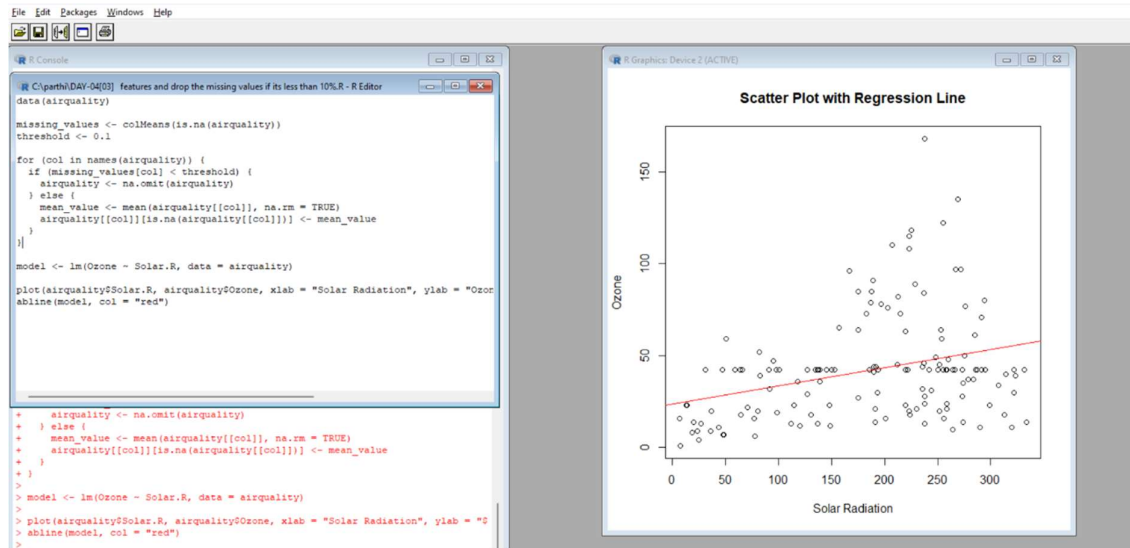 File Edit Packages Windows Help
R Console
C:\parthi\DAY-04[03] features and drop the missing values if its less than 10%.R - R Editor
data(airquality)
missing_values <- colMeans(is.na(airquality))
threshold <- 0.1
for (col in names(airquality)) {
if (missing_values[col] < threshold) {
airquality <- na.omit(airquality)
} else {
mean_value <- mean(airquality[[col]], na.rm = TRUE)
airquality[[col]][is.na(airquality[[col]])] <- mean_value
}
}
model <- lm(Ozone ~ Solar.R, data = airquality)
plot(airquality$Solar.R, airquality$Ozone, xlab = "Solar Radiation", ylab = "Ozon
abline(model, col = "red")
+ airquality <- na.omit(airquality)
+ } else {
+ mean_value <- mean(airquality[[col]], na.rm = TRUE)
+ airquality[[col]][is.na(airquality[[col]])] <- mean_value
+ }
+ }
>
> model <- lm(Ozone ~ Solar.R, data = airquality)
>
> plot(airquality$Solar.R, airquality$Ozone, xlab = "Solar Radiation", ylab = "$
> abline(model, col = "red")
>
R Graphics: Device 2 (ACTIVE)
Scatter Plot with Regression Line
Ozone
150
100
50
0
0 50 100 150 200 250 300
Solar Radiation